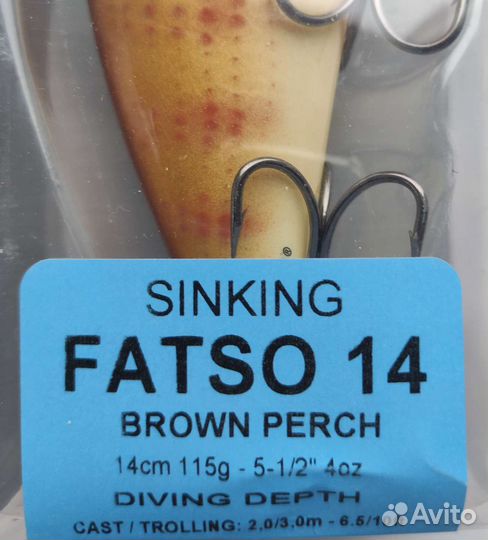 ®
SINKING
FATSO 14
BROWN PERCH
14cm 115g - 5-1/2" 4oz
DIVING DEPTH
CAST / TROLLING: 2,0/3,0m - 6.5/10ft
Avito